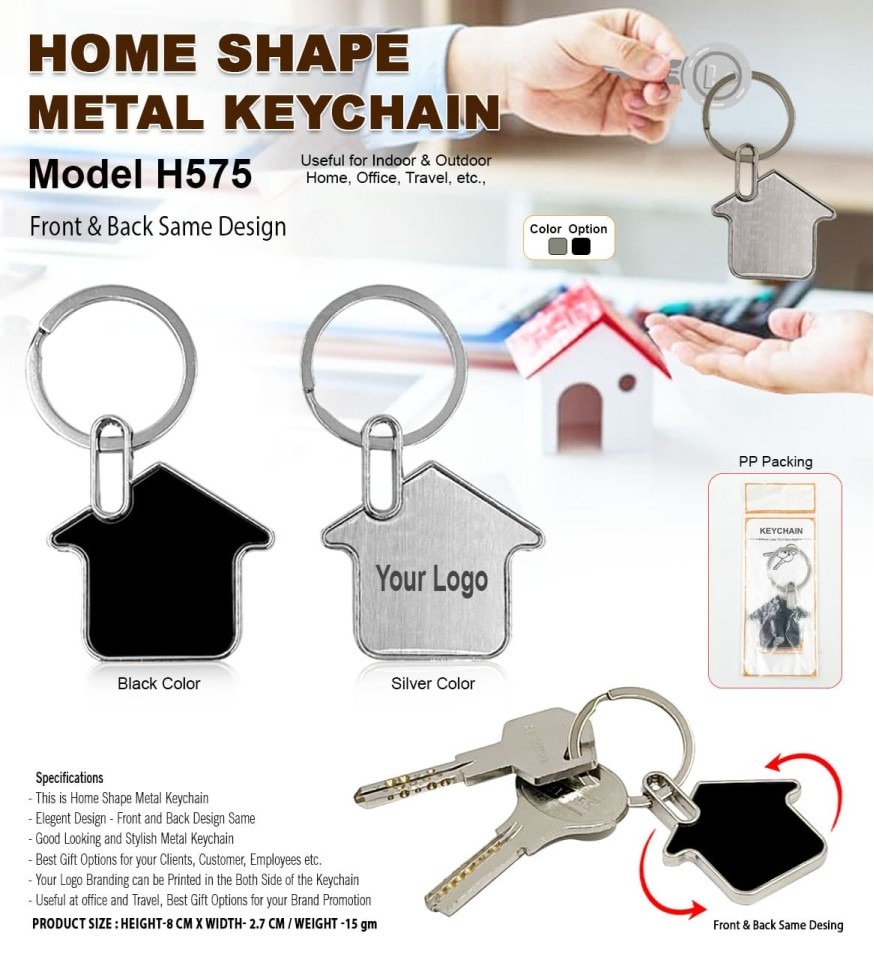 HOME SHAPE
METAL KEYCHAIN
Model H575
Useful for Indoor & Outdoor
Home, Office, Travel, etc.,
Front & Back Same Design
Color Option
PP Packing
KEYCHAIN
Your Logo
Black Color
Silver Color
Specifications
- This is Home Shape Metal Keychain
- Elegent Design - Front and Back Design Same
- Good Looking and Stylish Metal Keychain
- Best Gift Options for your Clients, Customer, Employees etc.
- Your Logo Branding can be Printed in the Both Side of the Keychain
- Useful at office and Travel, Best Gift Options for your Brand Promotion
PRODUCT SIZE : HEIGHT-8 CM X WIDTH- 2.7 CM / WEIGHT -15 gm
Front & Back Same Desing